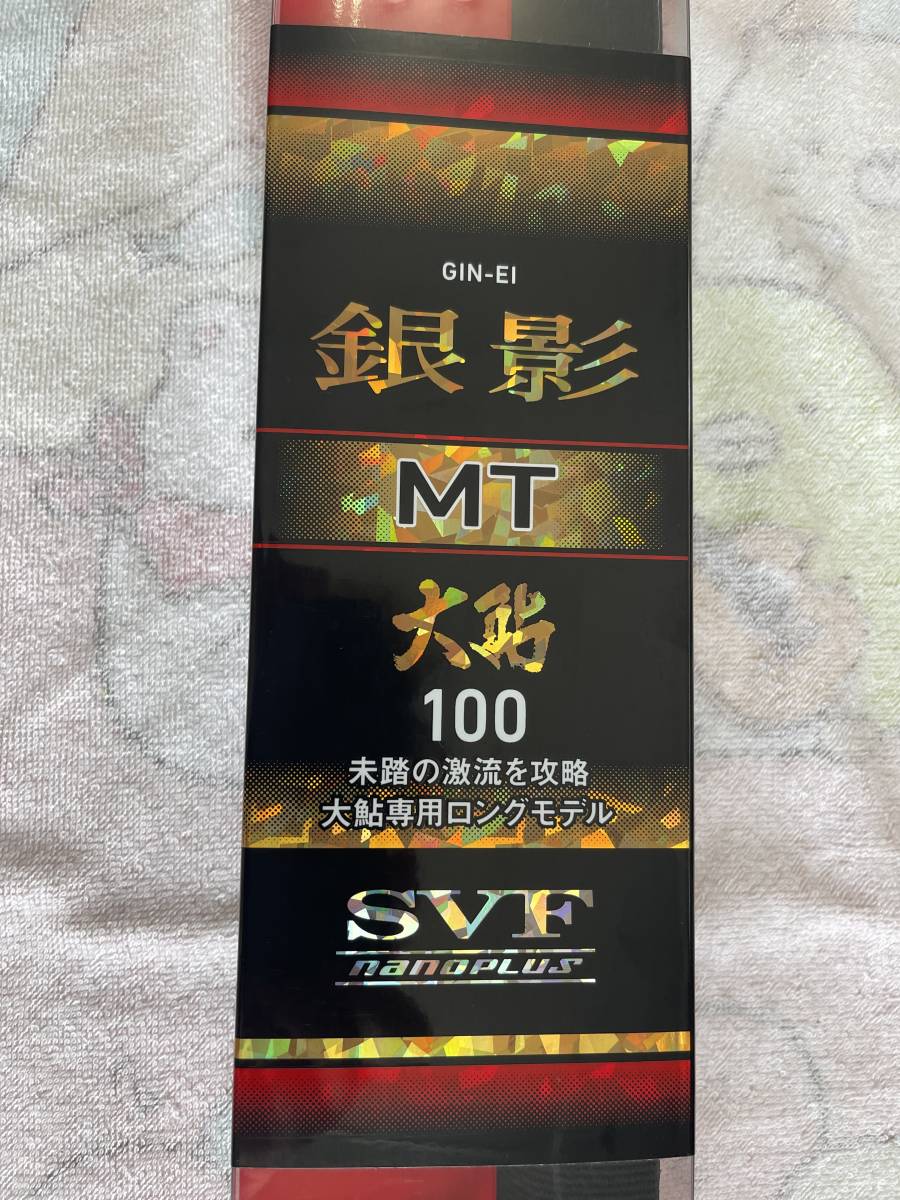 GIN-EI
銀影
MT
大鮎
100
未踏の激流を攻略
大鮎専用ロングモデル
SVF
nanoPLUS